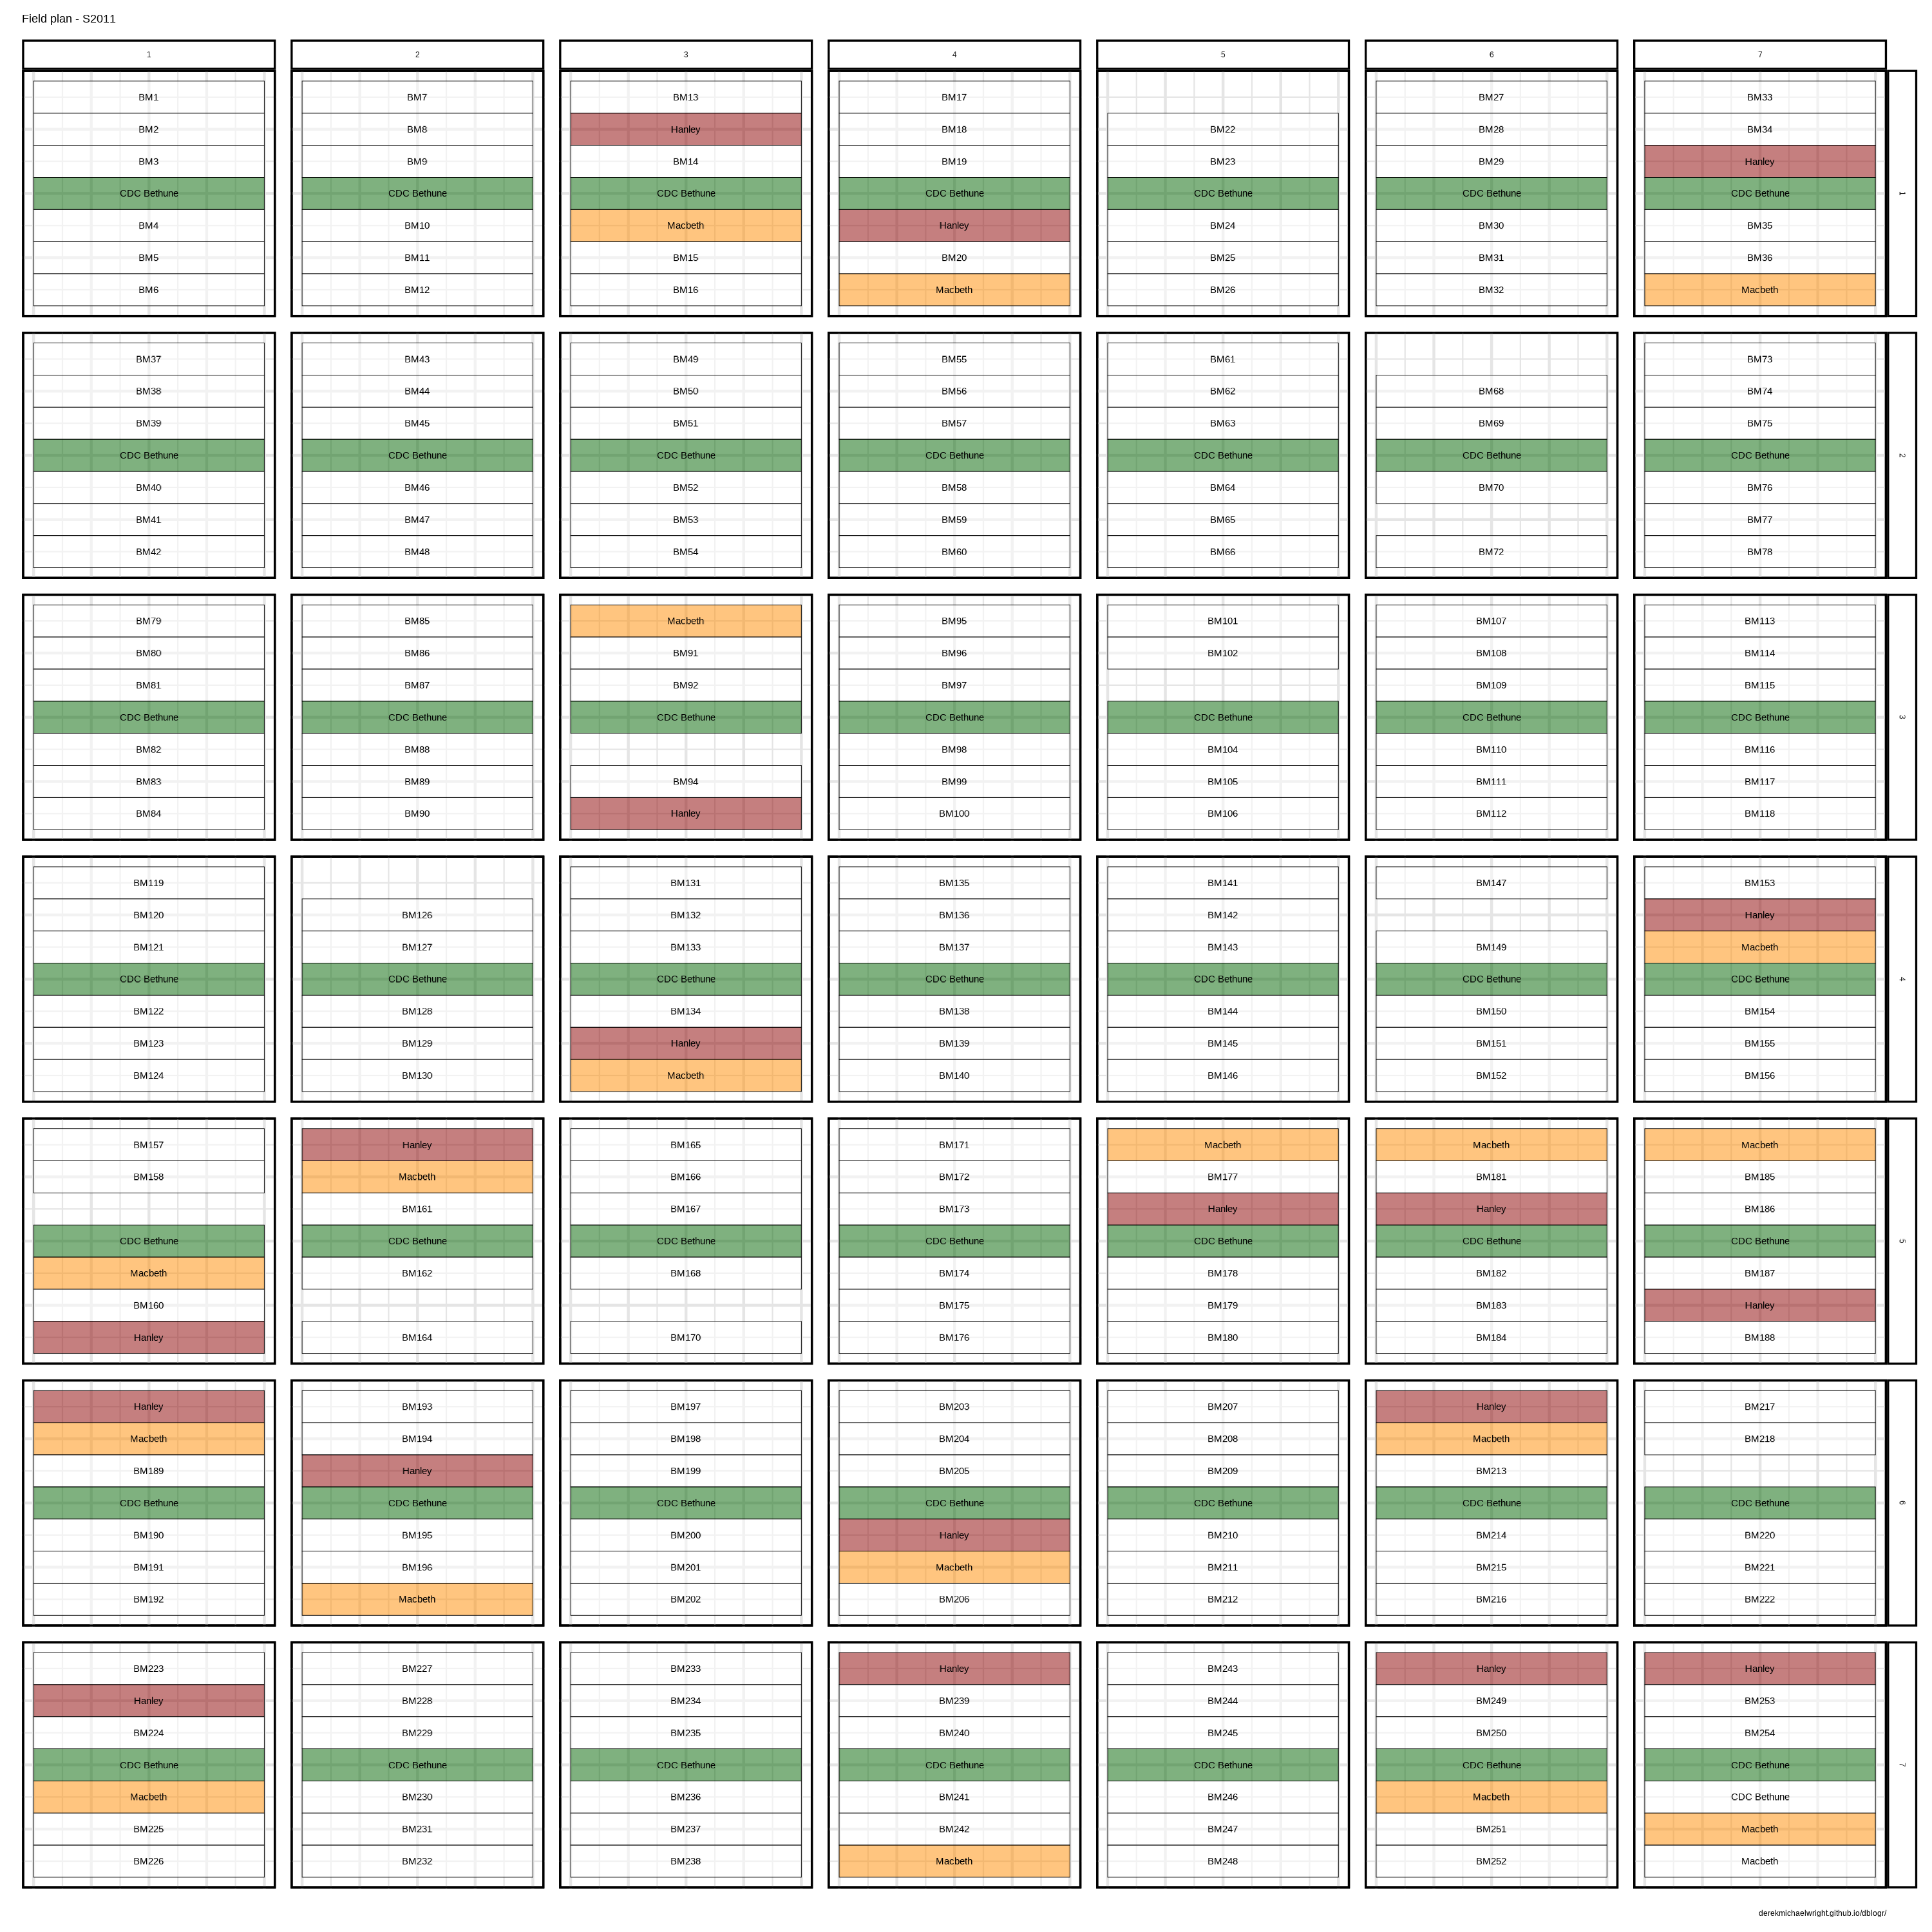 Field plan - S2011
1 2 3 4 5 6 7
BM1 BM7 BM13 BM17 BM27 BM33
BM2 BM8 Hanley BM18 BM22 BM28 BM34
BM3 BM9 BM14 BM19 BM23 BM29 Hanley
CDC Bethune CDC Bethune CDC Bethune CDC Bethune CDC Bethune CDC Bethune CDC Bethune 1
BM4 BM10 Macbeth Hanley BM24 BM30 BM35
BM5 BM11 BM15 BM20 BM25 BM31 BM36
BM6 BM12 BM16 Macbeth BM26 BM32 Macbeth
BM37 BM43 BM49 BM55 BM61 BM73
BM38 BM44 BM50 BM56 BM62 BM68 BM74
BM39 BM45 BM51 BM57 BM63 BM69 BM75
CDC Bethune CDC Bethune CDC Bethune CDC Bethune CDC Bethune CDC Bethune CDC Bethune 2
BM40 BM46 BM52 BM58 BM64 BM70 BM76
BM41 BM47 BM53 BM59 BM65 BM77
BM42 BM48 BM54 BM60 BM66 BM72 BM78
BM79 BM85 Macbeth BM95 BM101 BM107 BM113
BM80 BM86 BM91 BM96 BM102 BM108 BM114
BM81 BM87 BM92 BM97 BM109 BM115
CDC Bethune CDC Bethune CDC Bethune CDC Bethune CDC Bethune CDC Bethune CDC Bethune 3
BM82 BM88 BM98 BM104 BM110 BM116
BM83 BM89 BM94 BM99 BM105 BM111 BM117
BM84 BM90 Hanley BM100 BM106 BM112 BM118
BM119 BM131 BM135 BM141 BM147 BM153
BM120 BM126 BM132 BM136 BM142 Hanley
BM121 BM127 BM133 BM137 BM143 BM149 Macbeth
CDC Bethune CDC Bethune CDC Bethune CDC Bethune CDC Bethune CDC Bethune CDC Bethune 4
BM122 BM128 BM134 BM138 BM144 BM150 BM154
BM123 BM129 Hanley BM139 BM145 BM151 BM155
BM124 BM130 Macbeth BM140 BM146 BM152 BM156
BM157 Hanley BM165 BM171 Macbeth Macbeth Macbeth
BM158 Macbeth BM166 BM172 BM177 BM181 BM185
BM161 BM167 BM173 Hanley Hanley BM186
CDC Bethune CDC Bethune CDC Bethune CDC Bethune CDC Bethune CDC Bethune CDC Bethune 5
Macbeth BM162 BM168 BM174 BM178 BM182 BM187
BM160 BM175 BM179 BM183 Hanley
Hanley BM164 BM170 BM176 BM180 BM184 BM188
Hanley BM193 BM197 BM203 BM207 Hanley BM217
Macbeth BM194 BM198 BM204 BM208 Macbeth BM218
BM189 Hanley BM199 BM205 BM209 BM213
CDC Bethune CDC Bethune CDC Bethune CDC Bethune CDC Bethune CDC Bethune CDC Bethune 6
BM190 BM195 BM200 Hanley BM210 BM214 BM220
BM191 BM196 BM201 Macbeth BM211 BM215 BM221
BM192 Macbeth BM202 BM206 BM212 BM216 BM222
BM223 BM227 BM233 Hanley BM243 Hanley Hanley
Hanley BM228 BM234 BM239 BM244 BM249 BM253
BM224 BM229 BM235 BM240 BM245 BM250 BM254
CDC Bethune CDC Bethune CDC Bethune CDC Bethune CDC Bethune CDC Bethune CDC Bethune 7
Macbeth BM230 BM236 BM241 BM246 Macbeth CDC Bethune
BM225 BM231 BM237 BM242 BM247 BM251 Macbeth
BM226 BM232 BM238 Macbeth BM248 BM252 Macbeth
derekmichaelwright.github.io/dblogr/